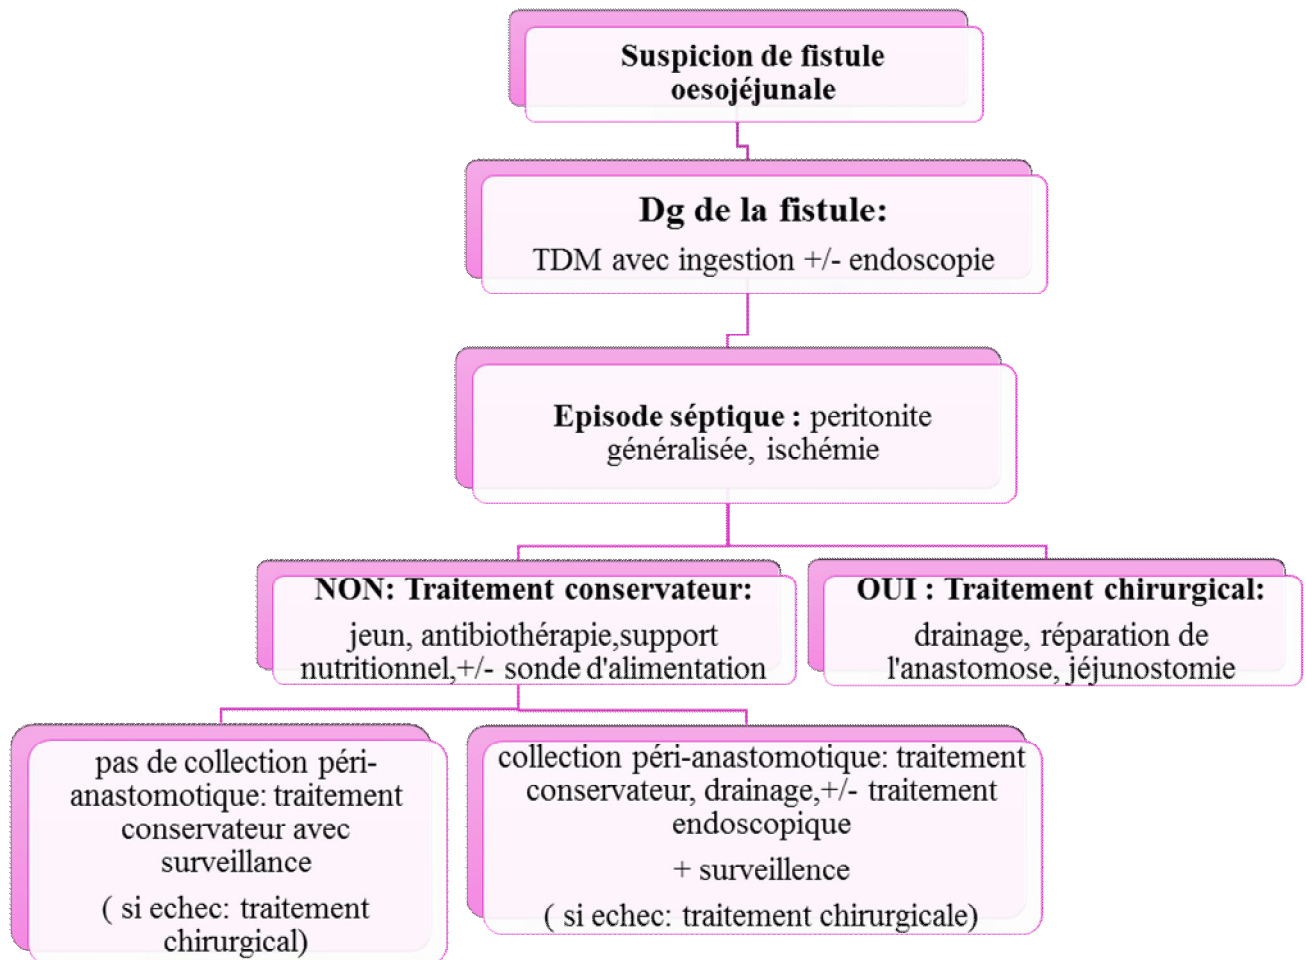 Suspicion de fistule
oesojéjunale
Dg de la fistule:
TDM avec ingestion +/- endoscopie
Episode séptique : peritonite
généralisée, ischémie
NON: Traitement conservateur:
jeun, antibiothérapie,support
nutritionnel,+/- sonde d'alimentation
OUI : Traitement chirurgical:
drainage, réparation de
l'anastomose, jéjunostomie
pas de collection péri-
anastomotique: traitement
conservateur avec
surveillance
( si echec: traitement
chirurgical)
collection péri-anastomotique: traitement
conservateur, drainage,+/- traitement
endoscopique
+ surveillence
( si echec: traitement chirurgicale)